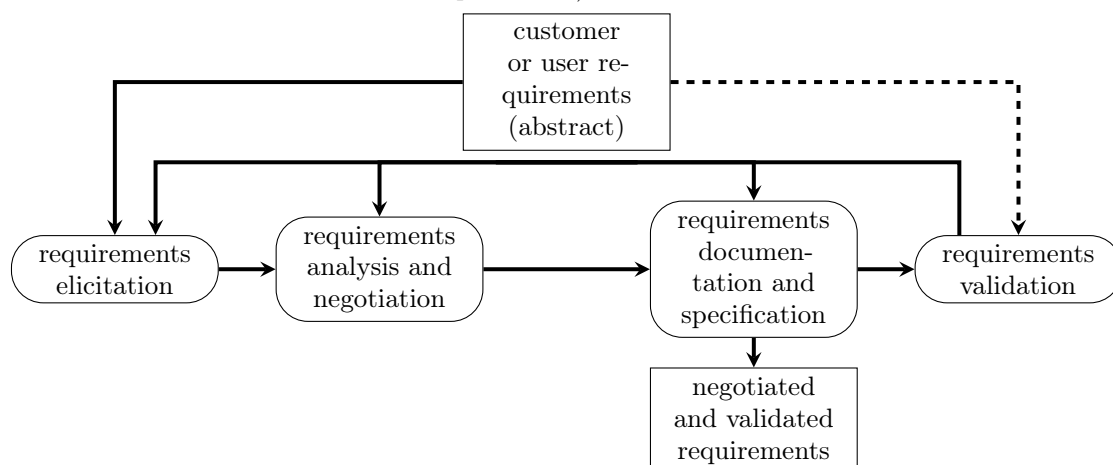 customer
or user re-
quirements
(abstract)
requirements
elicitation
requirements
analysis and
negotiation
requirements
documen-
tation and
specification
requirements
validation
negotiated
and validated
requirements